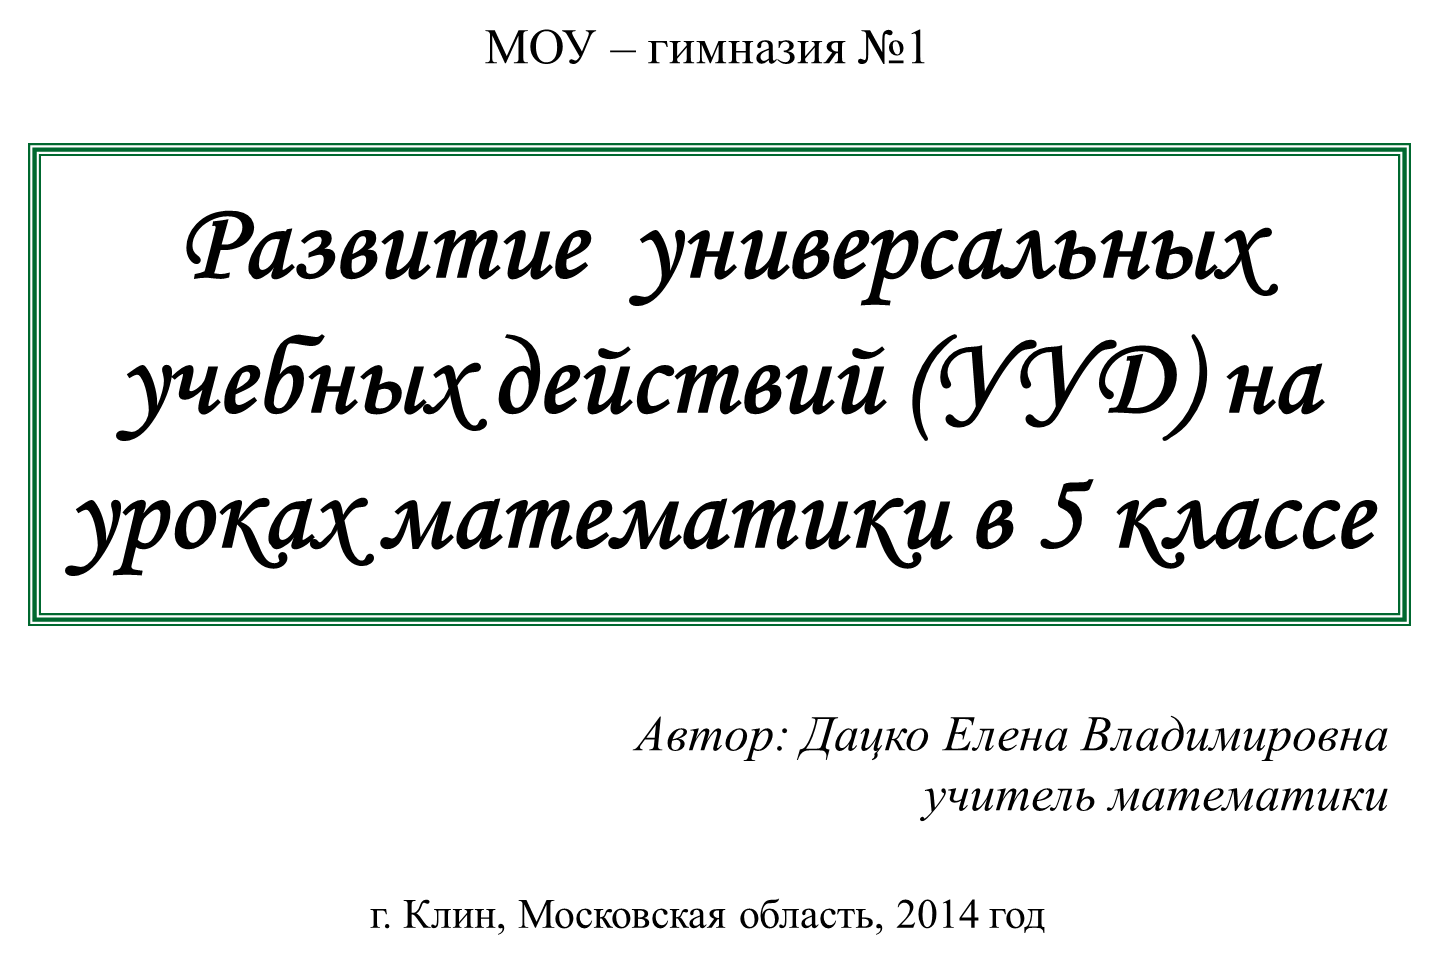 МОУ – гимназия №1
Развитие универсальных
учебных действий (УУД) на
уроках математики в 5 классе
Автор: Дацко Елена Владимировна
учитель математики
г. Клин, Московская область, 2014 год